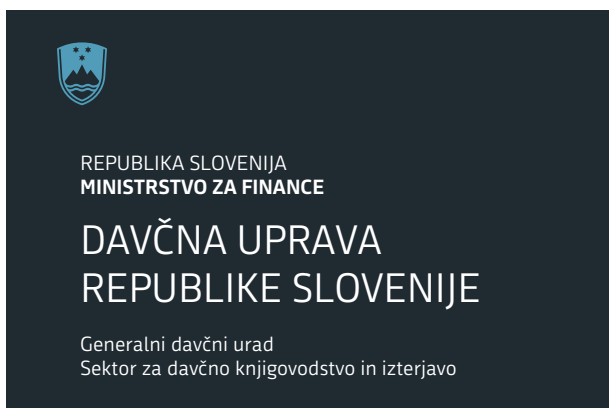 REPUBLIKA SLOVENIJA
MINISTRSTVO ZA FINANCE
DAVČNA UPRAVA
REPUBLIKE SLOVENIJE
Generalni davčni urad
Sektor za davčno knjigovodstvo in izterjavo